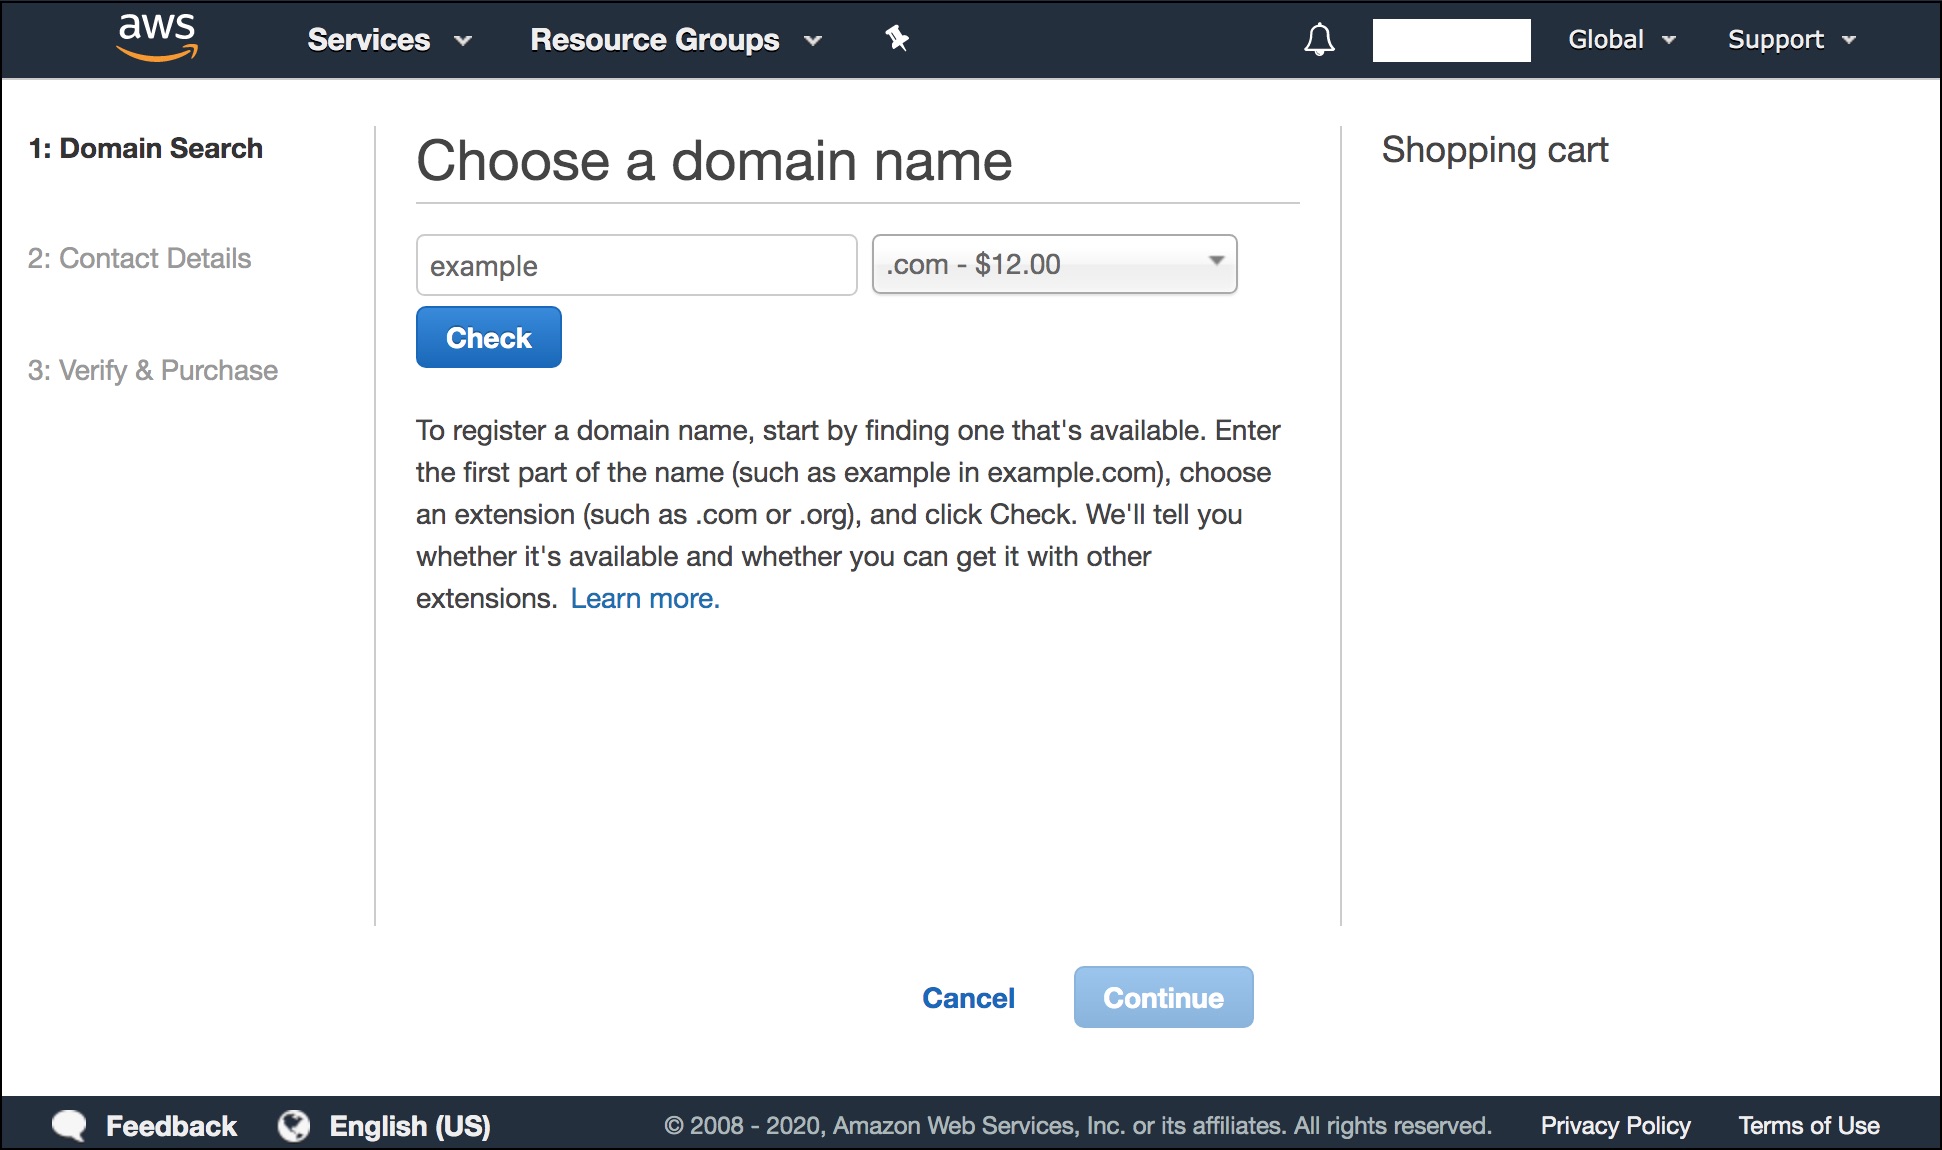 aws Services Resource Groups Global Support
1: Domain Search
2: Contact Details
3: Verify & Purchase
Choose a domain name
example .com - $12.00
Check
To register a domain name, start by finding one that's available. Enter
the first part of the name (such as example in example.com), choose
an extension (such as .com or .org), and click Check. We'll tell you
whether it's available and whether you can get it with other
extensions. Learn more.
Shopping cart
Cancel Continue
Feedback English (US) © 2008 - 2020, Amazon Web Services, Inc. or its affiliates. All rights reserved. Privacy Policy Terms of Use